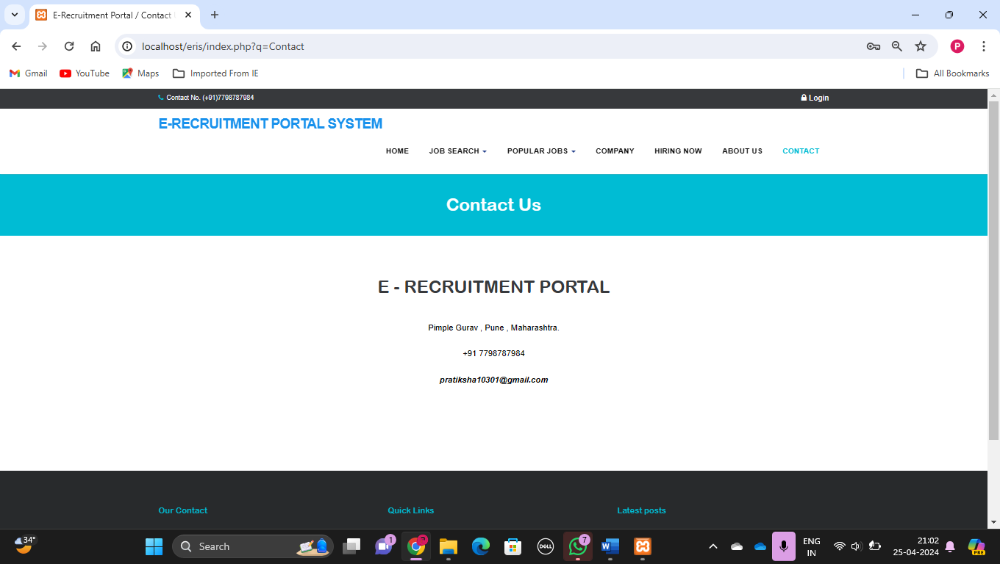 E-Recruitment Portal / Contact
localhost/eris/index.php?q=Contact
P
Gmail YouTube Maps Imported From IE All Bookmarks
Contact No. (+91)7798787984 Login
E-RECRUITMENT PORTAL SYSTEM
HOME JOB SEARCH POPULAR JOBS COMPANY HIRING NOW ABOUT US CONTACT
Contact Us
E - RECRUITMENT PORTAL
Pimple Gurav , Pune , Maharashtra.
+91 7798787984
pratiksha10301@gmail.com
Our Contact Quick Links Latest posts
34° Search 1 DELL 7 W ENG 21:02
IN 25-04-2024 PRE